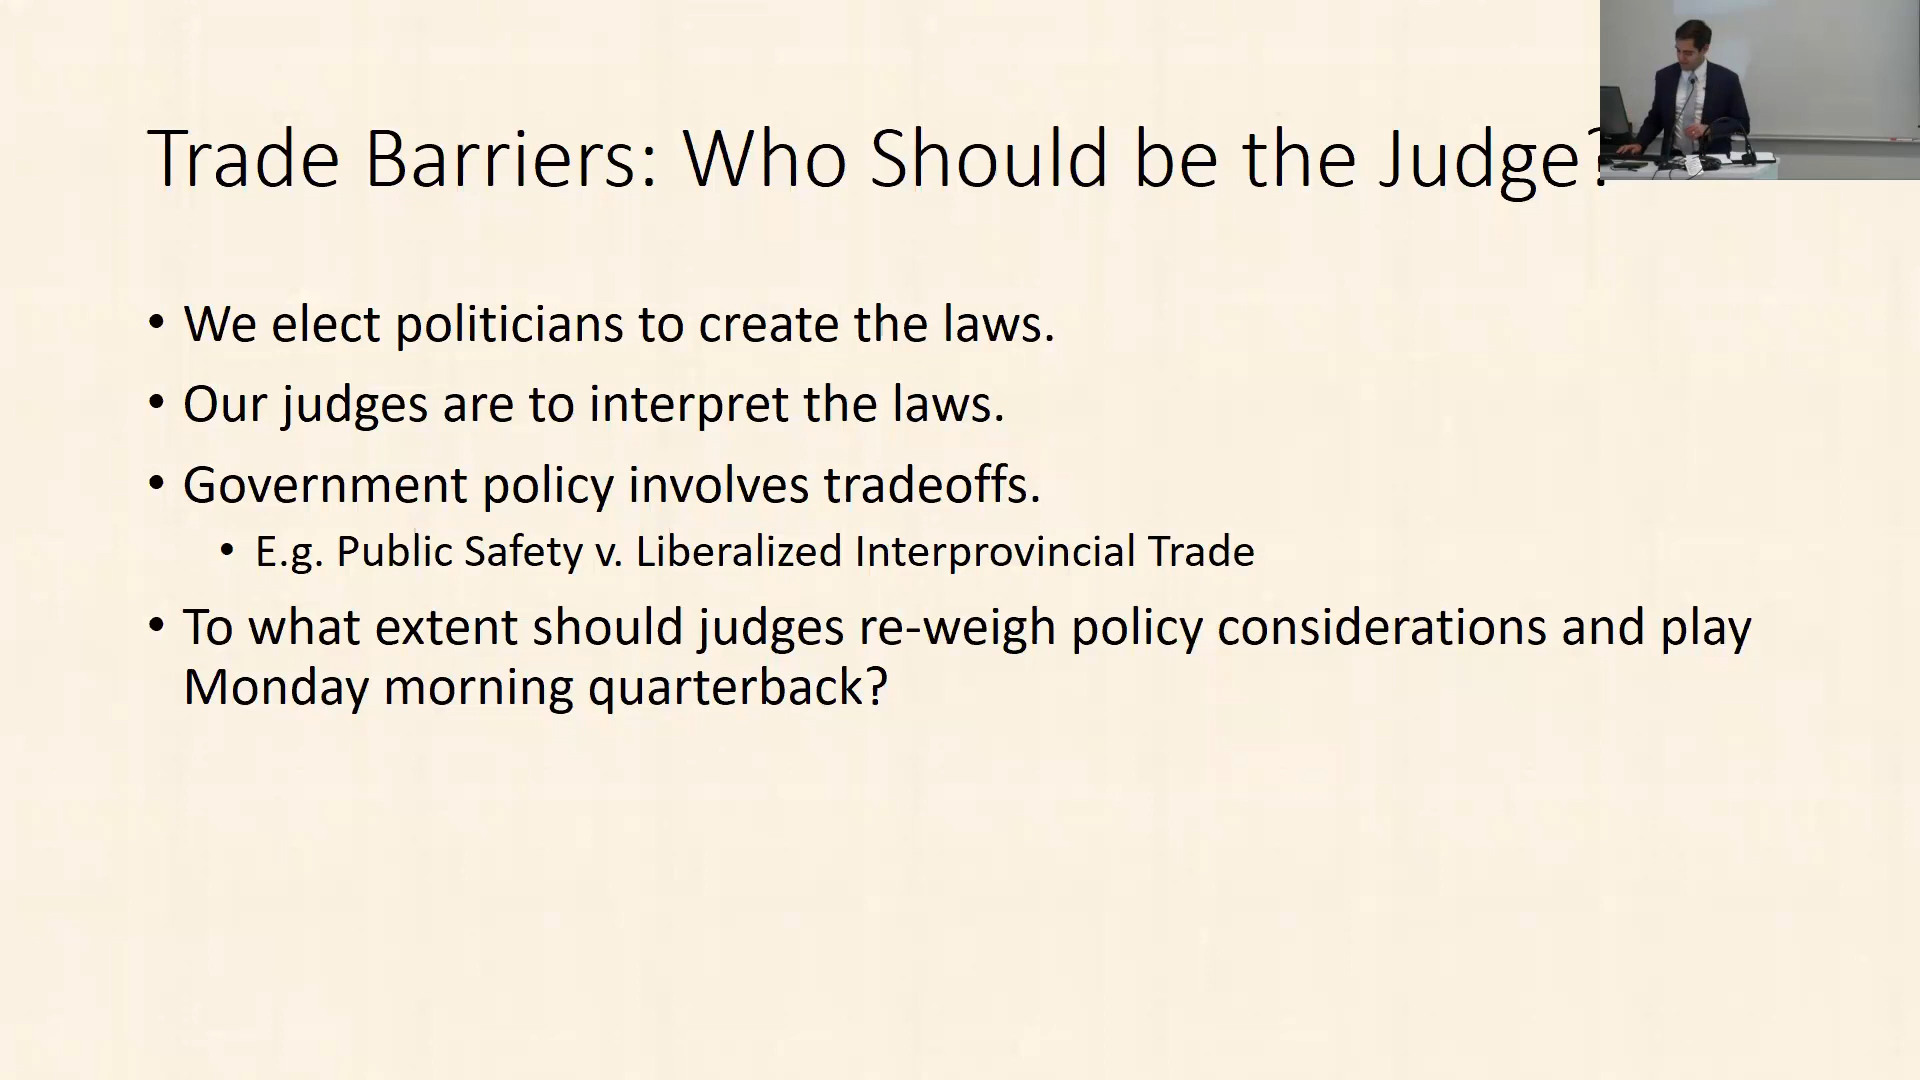 Trade Barriers: Who Should be the Judge?
• We elect politicians to create the laws.
• Our judges are to interpret the laws.
• Government policy involves tradeoffs.
• E.g. Public Safety v. Liberalized Interprovincial Trade
• To what extent should judges re-weigh policy considerations and play
Monday morning quarterback?